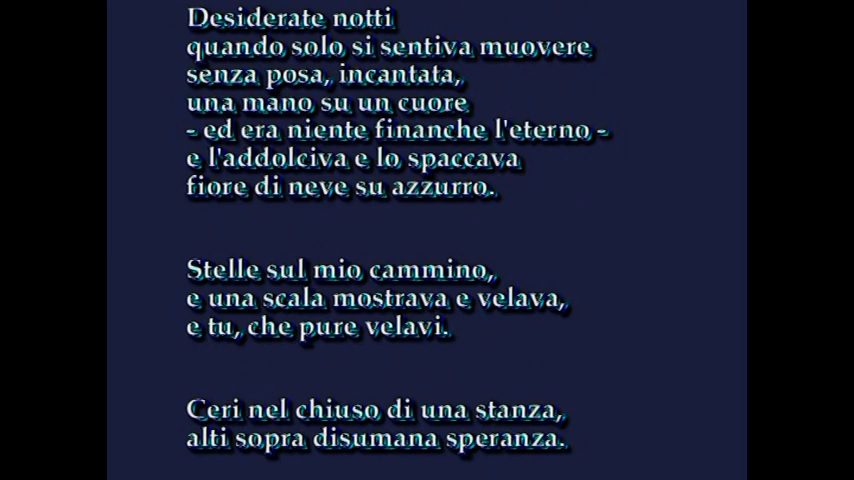 Desiderate notti
quando solo si sentiva muovere
senza posa, incantata,
una mano su un cuore
- ed era niente finanche l'eterno -
e l'addolciva e lo spaccava
fiore di neve su azzurro.
Stelle sul mio cammino,
e una scala mostrava e velava,
e tu, che pure velavi.
Ceri nel chiuso di una stanza,
alti sopra disumana speranza.